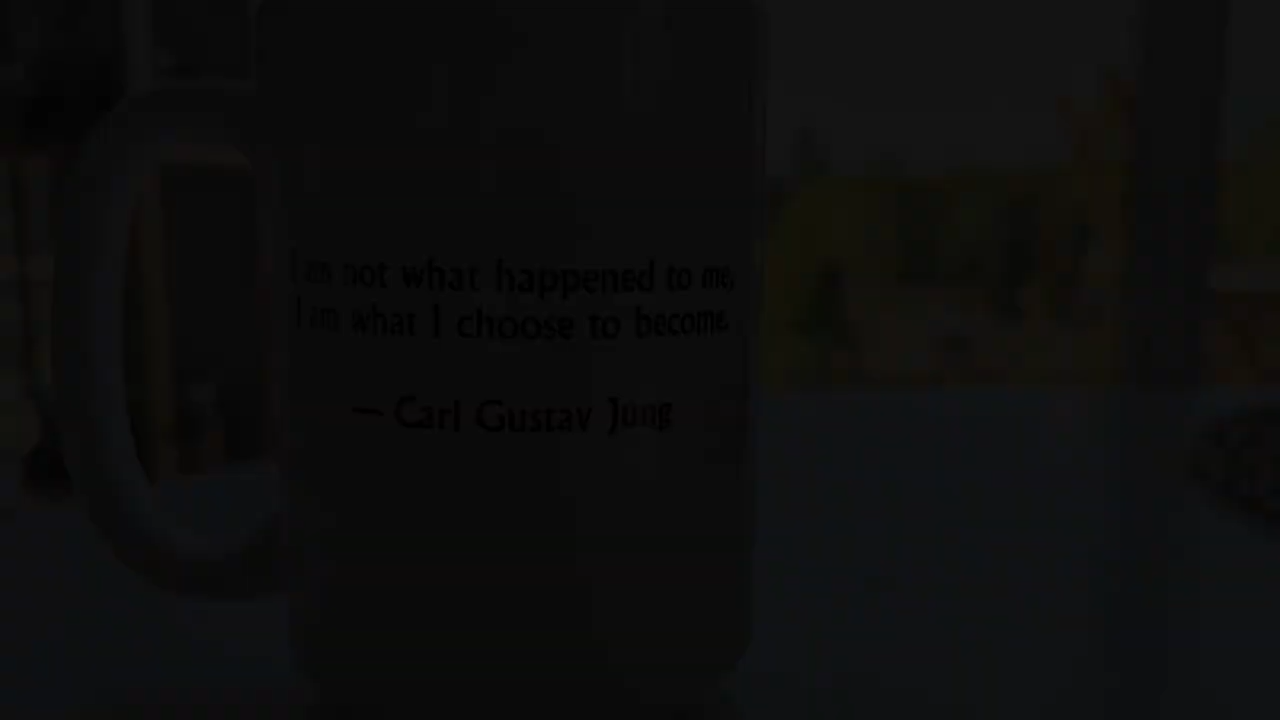 I am not what happened to me,
I am what I choose to become.
— Carl Gustav Jung